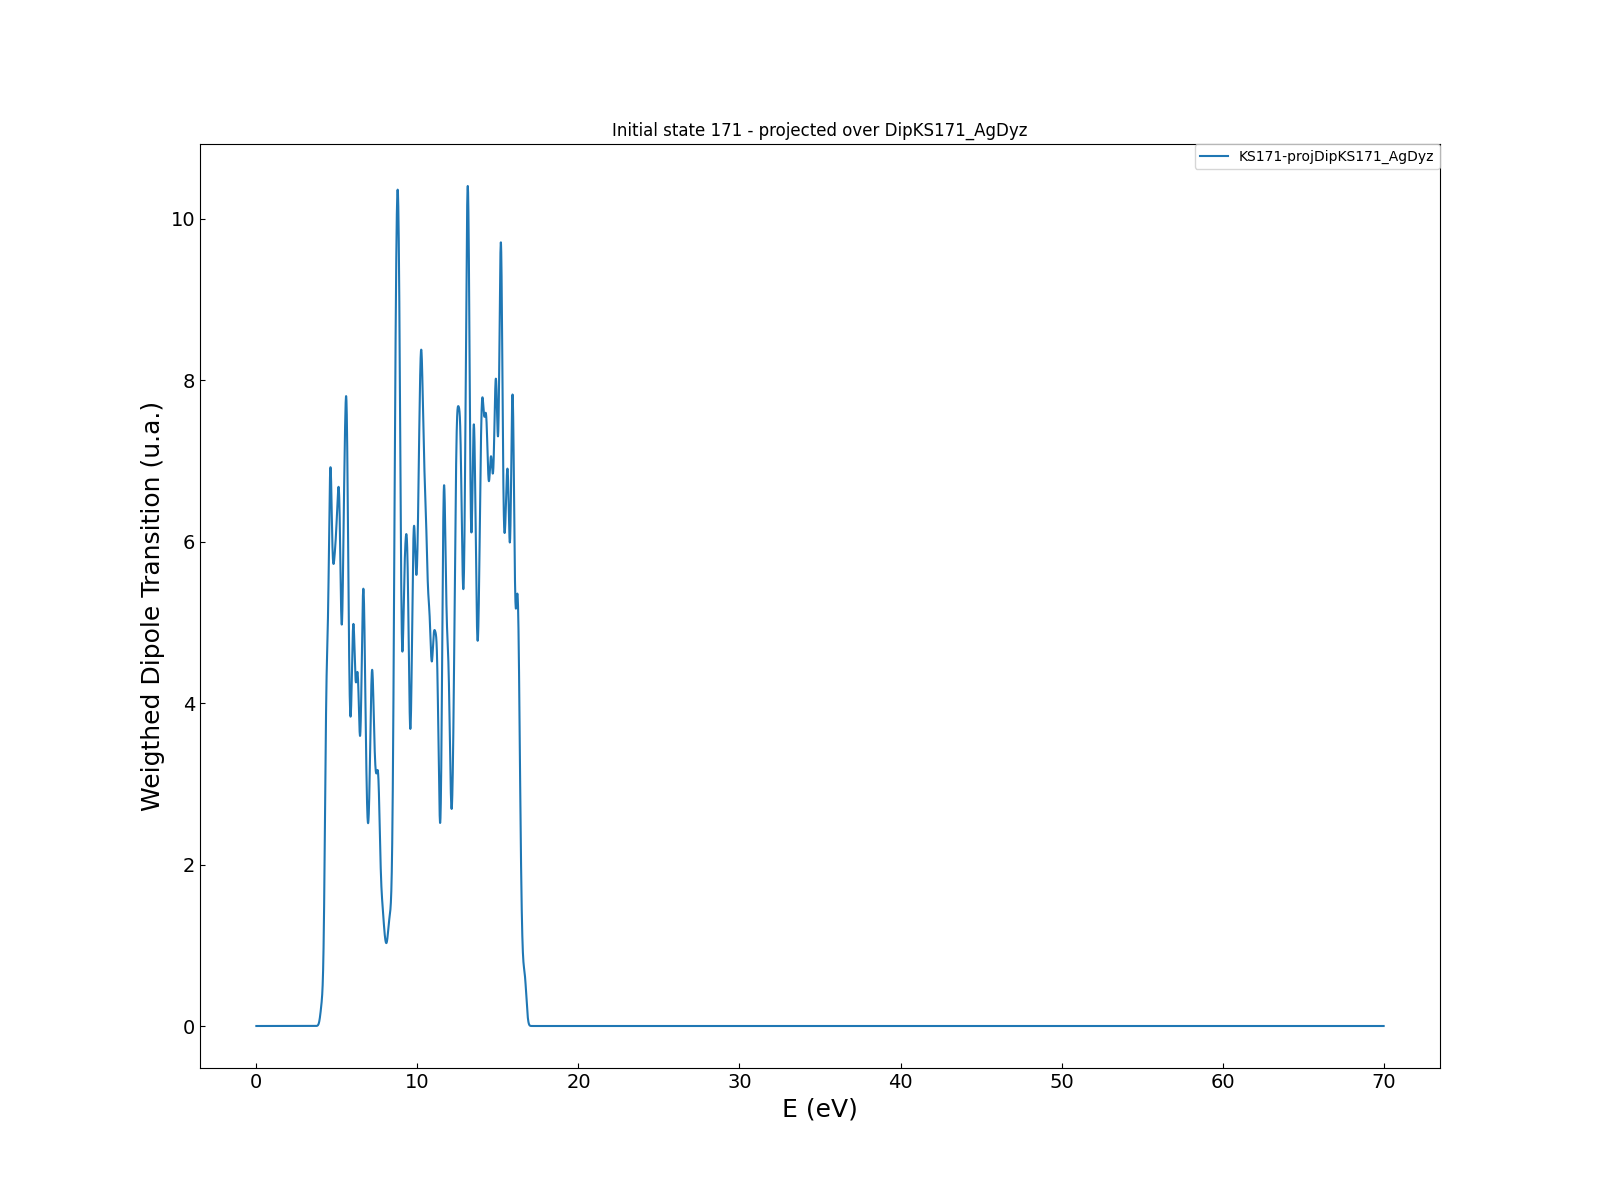 Initial state 171 - projected over DipKS171_AgDyz
KS171-projDipKS171_AgDyz
Weigthed Dipole Transition (u.a.)
10
8
6
4
2
0
0 10 20 30 40 50 60 70
E (eV)